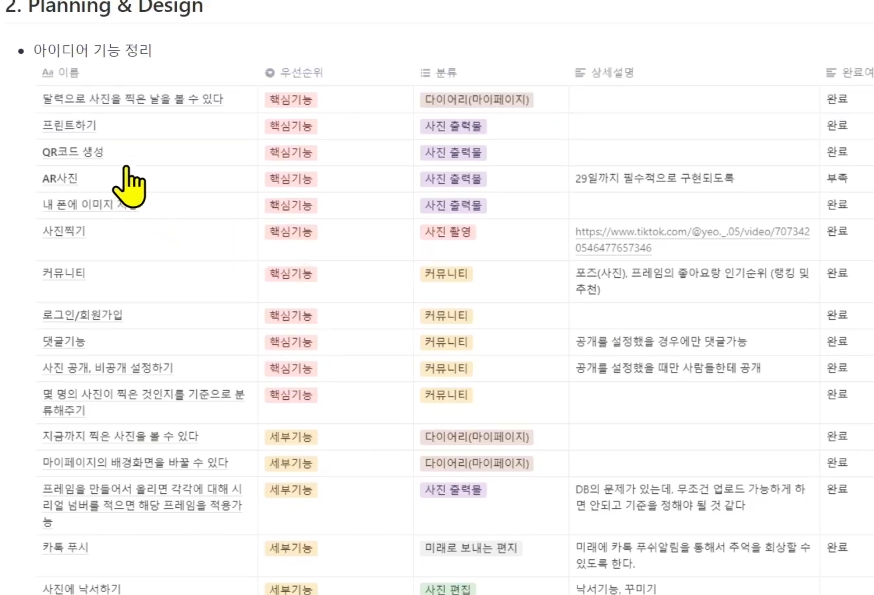 2. Planning & Design
아이디어 기능 정리
이름 우선순위 분류 상세설명 완료여
달력으로 사진을 찍은 날을 볼 수 있다 핵심기능 다이어리(마이페이지) 완료
프린트하기 핵심기능 사진 출력물 완료
QR코드 생성 핵심기능 사진 출력물 완료
AR사진 핵심기능 사진 출력물 29일까지 필수적으로 구현되도록 부족
내 폰에 이미지 핵심기능 사진 출력물 완료
사진찍기 핵심기능 사진 촬영 https://www.tiktok.com/@yeo._.05/video/707342 완료
0546477657346
커뮤니티 핵심기능 커뮤니티 포즈(사진), 프레임의 좋아요량 인기순위 (랭킹 및 완료
추천)
로그인/회원가입 핵심기능 커뮤니티 완료
댓글기능 핵심기능 커뮤니티 공개를 설정했을 경우에만 댓글가능 완료
사진 공개, 비공개 설정하기 핵심기능 커뮤니티 공개를 설정했을 때만 사람들한테 공개 완료
몇 명의 사진이 찍은 것인지를 기준으로 분 핵심기능 커뮤니티 완료
류해주기
지금까지 찍은 사진을 볼 수 있다 세부기능 다이어리(마이페이지) 완료
마이페이지의 배경화면을 바꿀 수 있다 세부기능 다이어리(마이페이지) 완료
프레임을 만들어서 올리면 각각에 대해 시 세부기능 사진 출력물 DB의 문제가 있는데, 무조건 업로드 가능하게 하 완료
리얼 넘버를 적으면 해당 프레임을 적용가 면 안되고 기준을 정해야 될 것 같다
능
카톡 푸시 세부기능 미래로 보내는 편지 미래에 카톡 푸쉬알림을 통해서 추억을 회상할 수 완료
있도록 한다.
사진에 낙서하기 세부기능 사진 편집 낙서기능, 꾸미기 완료